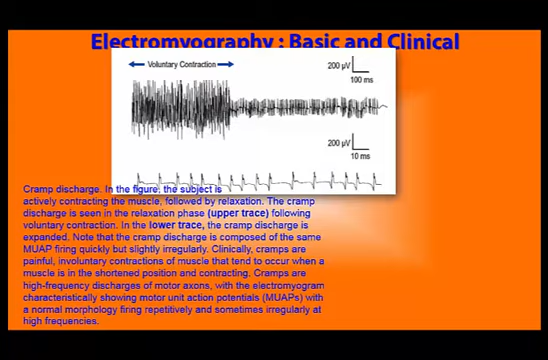 Electromyography : Basic and Clinical
Voluntary Contraction
200 µV
100 ms
200 µV
10 ms
Cramp discharge. In the figure, the subject is
actively contracting the muscle, followed by relaxation. The cramp
discharge is seen in the relaxation phase (upper trace) following
voluntary contraction. In the lower trace, the cramp discharge is
expanded. Note that the cramp discharge is composed of the same
MUAP firing quickly but slightly irregularly. Clinically, cramps are
painful, involuntary contractions of muscle that tend to occur when a
muscle is in the shortened position and contracting. Cramps are
high-frequency discharges of motor axons, with the electromyogram
characteristically showing motor unit action potentials (MUAPs) with
a normal morphology firing repetitively and sometimes irregularly at
high frequencies.